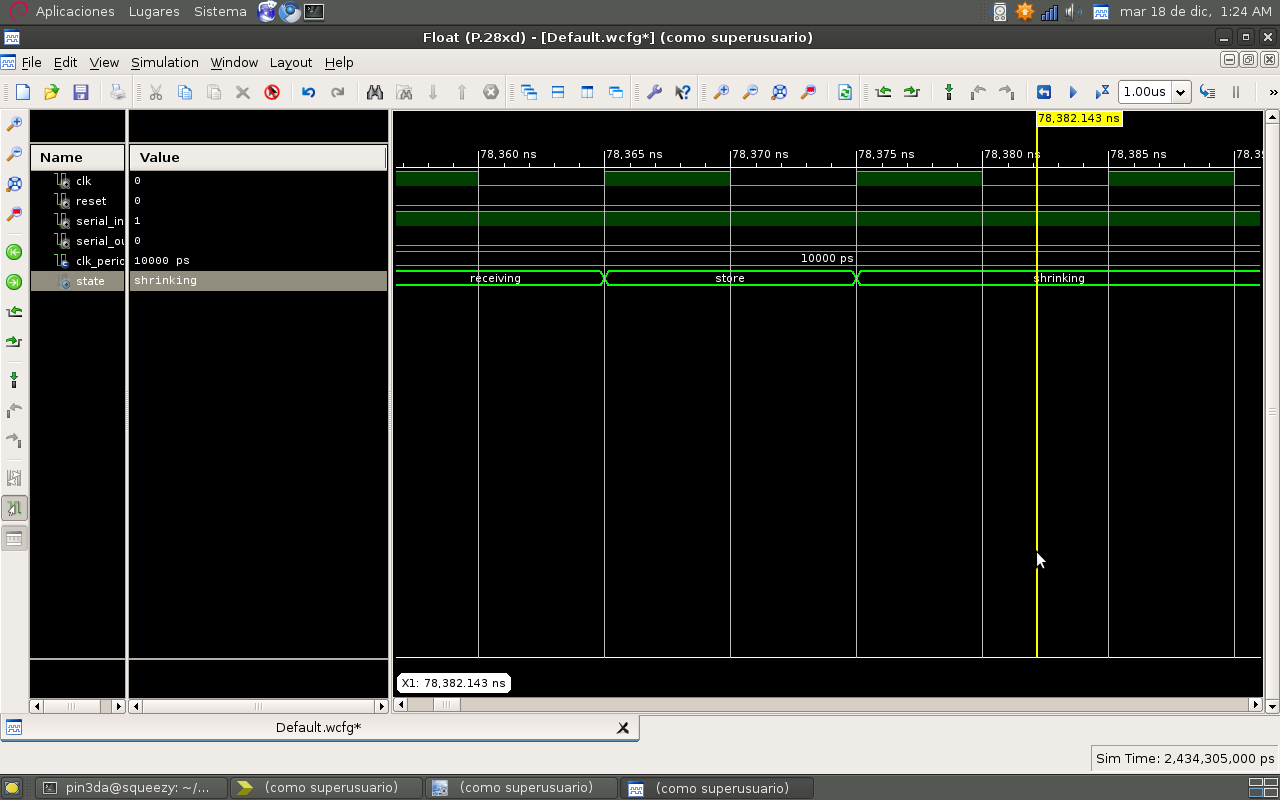 Aplicaciones Lugares Sistema mar 18 de dic, 1:24 AM
Float (P.28xd) - [Default.wcfg*] (como superusuario)
File Edit View Simulation Window Layout Help
1.00us »
78,382.143 ns
Name Value
78,360 ns 78,365 ns 78,370 ns 78,375 ns 78,380 ns 78,385 ns 78,3
clk 0
reset 0
serial_in 1
serial_ou 0
clk_peric 10000 ps 10000 ps
state shrinking receiving store shrinking
X1: 78,382.143 ns
Default.wcfg*
Sim Time: 2,434,305,000 ps
pin3da@squeezy: ~/... (como superusuario) (como superusuario) (como superusuario)